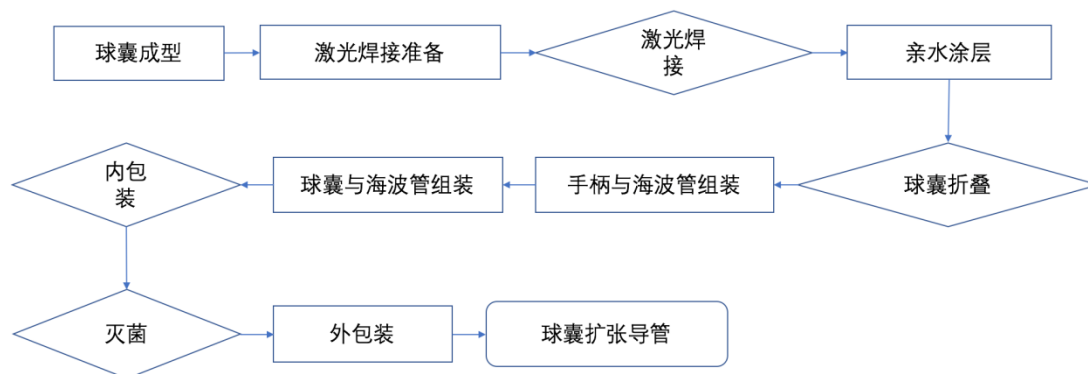 球囊成型
激光焊接准备
激光焊
接
亲水涂层
球囊折叠
手柄与海波管组装
球囊与海波管组装
内包
装
灭菌
外包装
球囊扩张导管